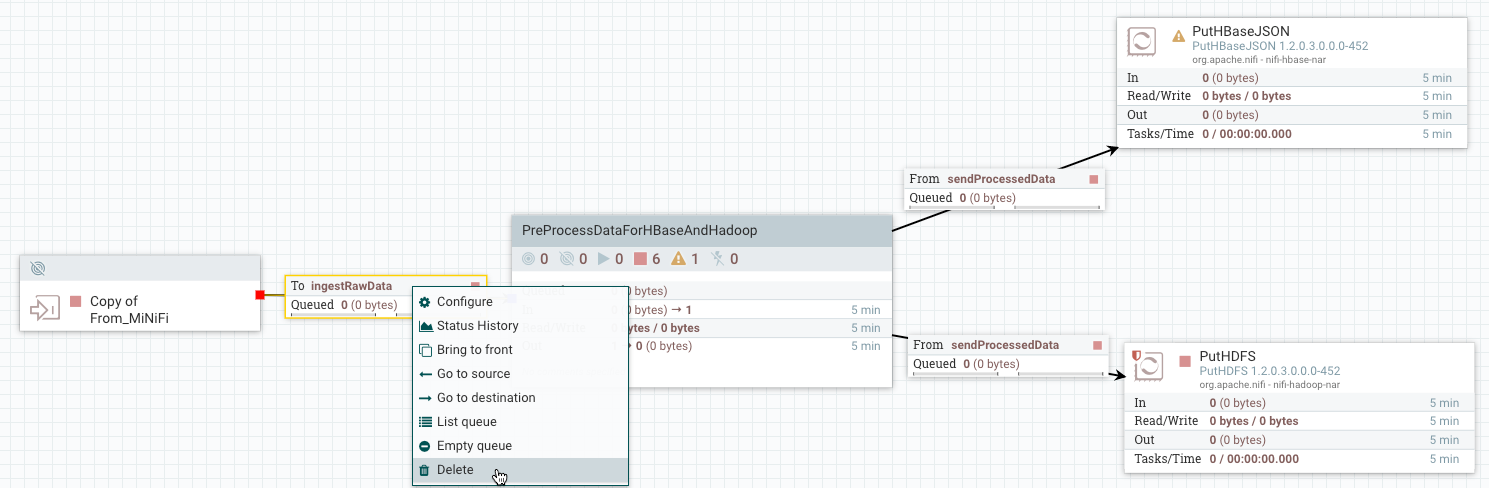 Copy of
From_MiNiFi
To ingestRawData
Queued 0 (0 bytes)
Configure
Status History
Bring to front
Go to source
Go to destination
List queue
Empty queue
Delete
PreProcessDataForHBaseAndHadoop
0 0 0 6 1 0
bytes)
bytes) → 1 5 min
bytes / 0 bytes 5 min
0 (0 bytes) 5 min
From sendProcessedData
Queued 0 (0 bytes)
PutHBaseJSON
PutHBaseJSON 1.2.0.3.0.0.0-452
org.apache.nifi - nifi-hbase-nar
In 0 (0 bytes) 5 min
Read/Write 0 bytes / 0 bytes 5 min
Out 0 (0 bytes) 5 min
Tasks/Time 0 / 00:00:00.000 5 min
From sendProcessedData
Queued 0 (0 bytes)
PutHDFS
PutHDFS 1.2.0.3.0.0.0-452
org.apache.nifi - nifi-hadoop-nar
In 0 (0 bytes) 5 min
Read/Write 0 bytes / 0 bytes 5 min
Out 0 (0 bytes) 5 min
Tasks/Time 0 / 00:00:00.000 5 min